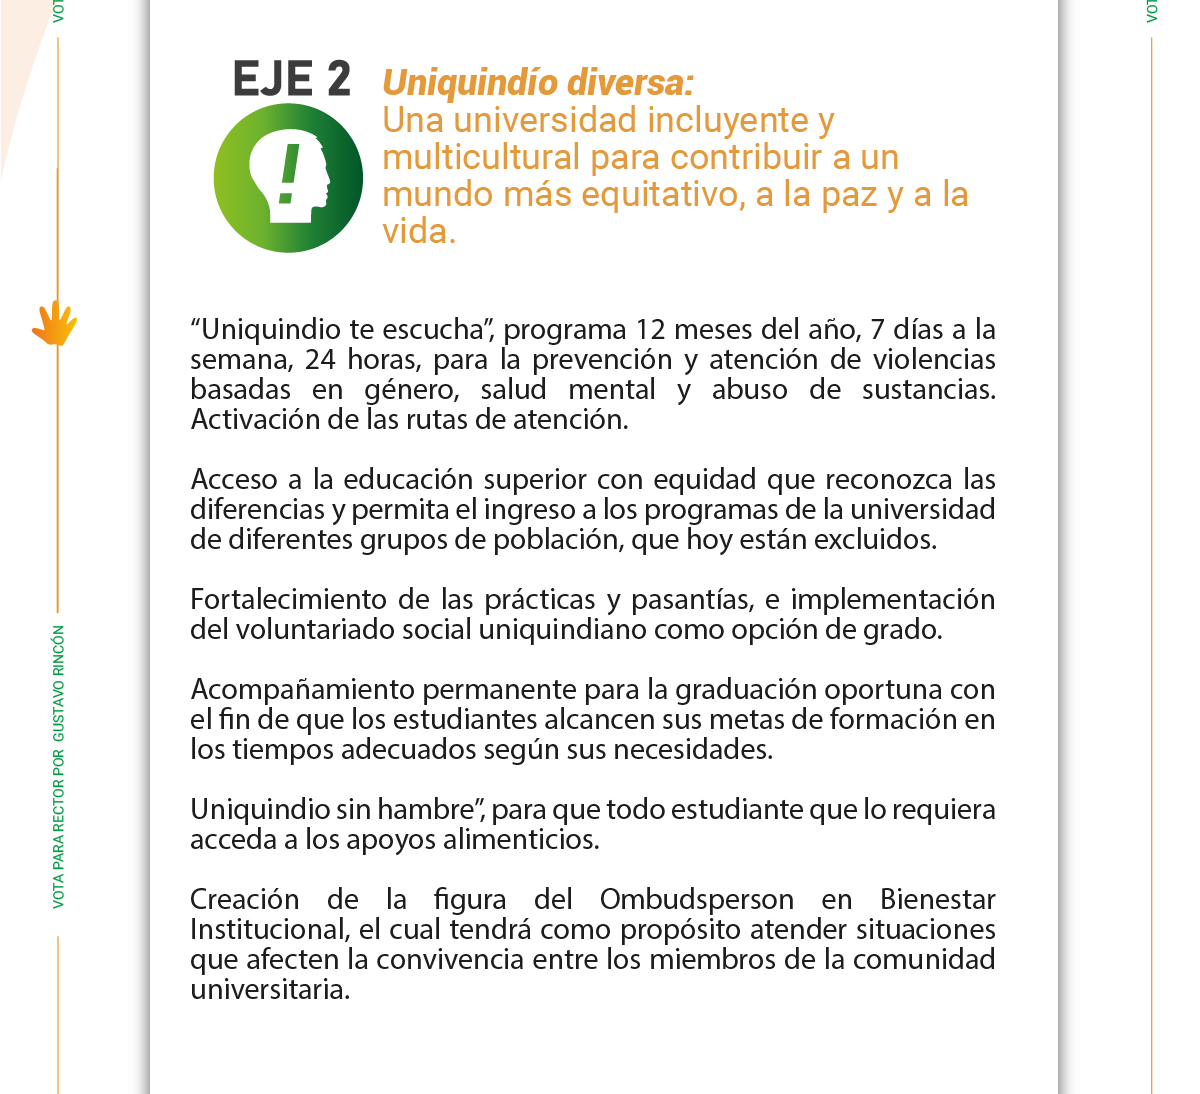 EJE 2
Uniquindío diversa:
Una universidad incluyente y
multicultural para contribuir a un
mundo más equitativo, a la paz y a la
vida.
“Uniquindio te escucha”, programa 12 meses del año, 7 días a la
semana, 24 horas, para la prevención y atención de violencias
basadas en género, salud mental y abuso de sustancias.
Activación de las rutas de atención.
Acceso a la educación superior con equidad que reconozca las
diferencias y permita el ingreso a los programas de la universidad
de diferentes grupos de población, que hoy están excluidos.
Fortalecimiento de las prácticas y pasantías, e implementación
del voluntariado social uniquindiano como opción de grado.
Acompañamiento permanente para la graduación oportuna con
el fin de que los estudiantes alcancen sus metas de formación en
los tiempos adecuados según sus necesidades.
Uniquindio sin hambre”, para que todo estudiante que lo requiera
acceda a los apoyos alimenticios.
Creación de la figura del Ombudsperson en Bienestar
Institucional, el cual tendrá como propósito atender situaciones
que afecten la convivencia entre los miembros de la comunidad
universitaria.
VOTA PARA RECTOR POR GUSTAVO RINCÓN